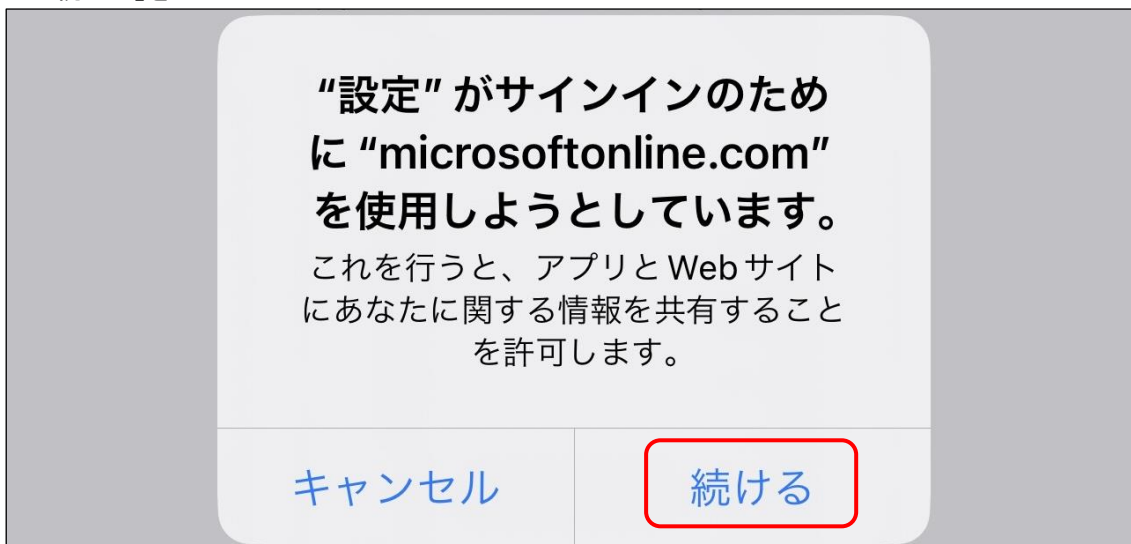 “設定” がサインインのため
に “microsoftonline.com”
を使用しようとしています。
これを行うと、アプリと Web サイト
にあなたに関する情報を共有すること
を許可します。
キャンセル
続ける